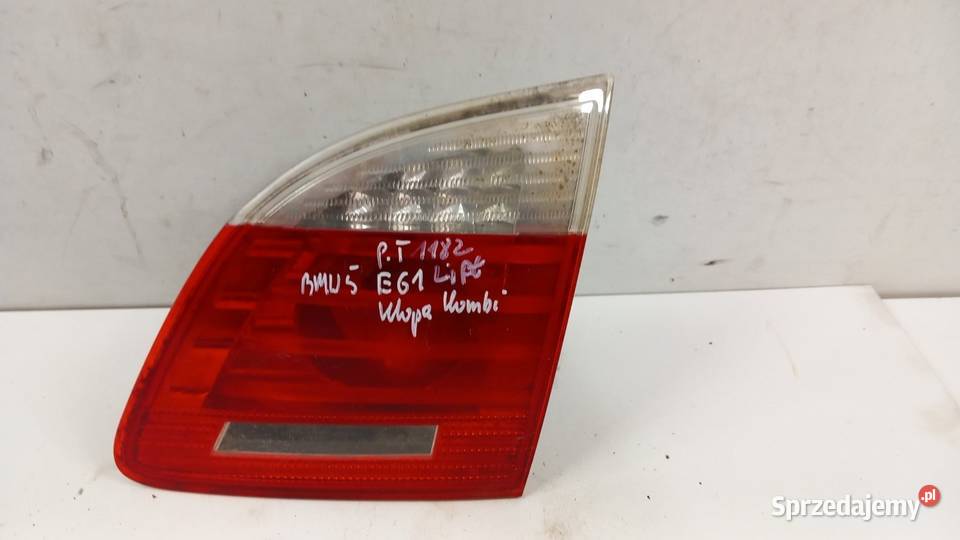 P.T 1182
BMW 5 E61 Lift
Klapa Kombi
Sprzedajemy.pl